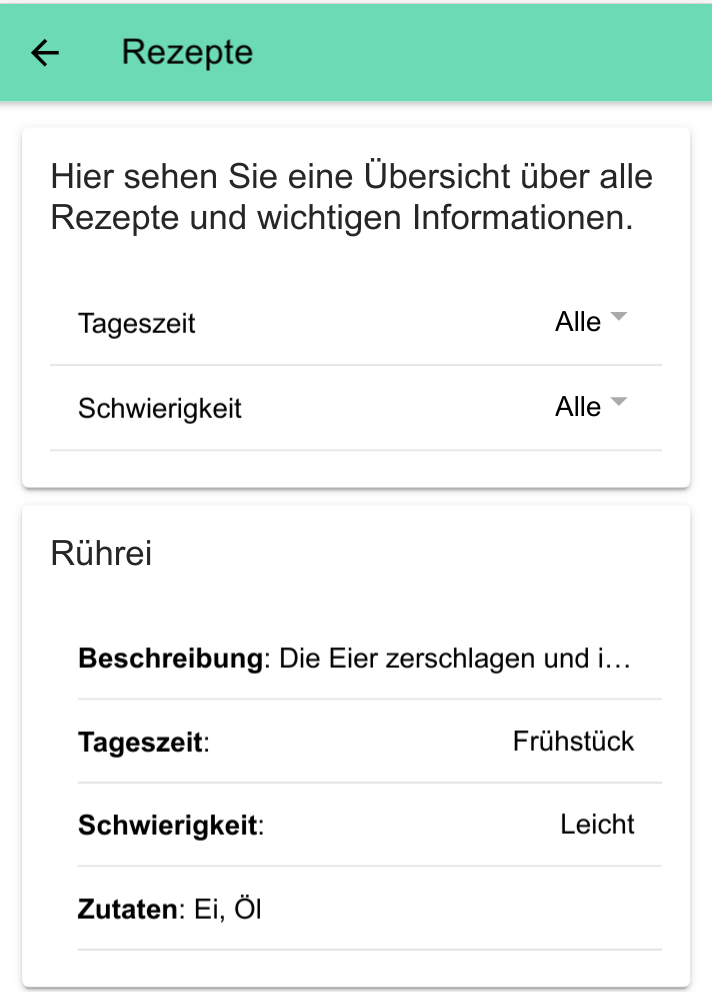 Rezepte
Hier sehen Sie eine Übersicht über alle
Rezepte und wichtigen Informationen.
Tageszeit Alle
Schwierigkeit Alle
Rührei
Beschreibung: Die Eier zerschlagen und i...
Tageszeit: Frühstück
Schwierigkeit: Leicht
Zutaten: Ei, Öl